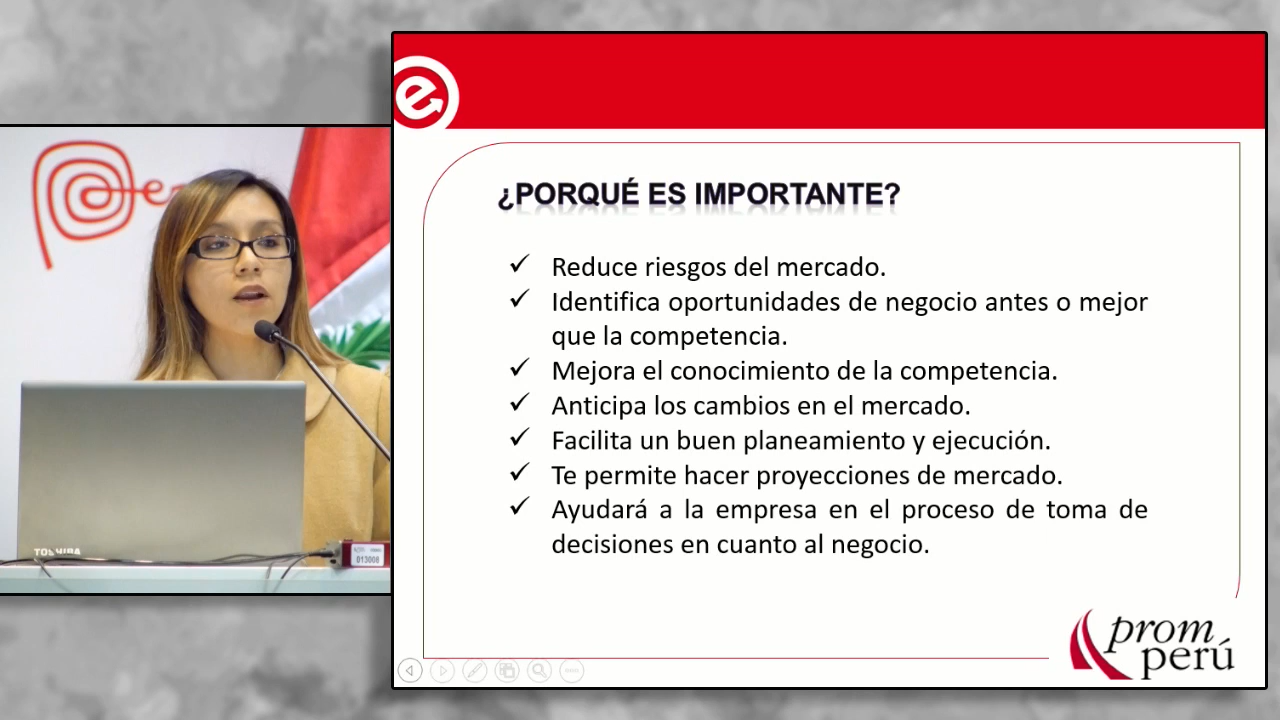 Perú
TOSHIBA
013008
e
¿PORQUÉ ES IMPORTANTE?
✓ Reduce riesgos del mercado.
✓ Identifica oportunidades de negocio antes o mejor
que la competencia.
✓ Mejora el conocimiento de la competencia.
✓ Anticipa los cambios en el mercado.
✓ Facilita un buen planeamiento y ejecución.
✓ Te permite hacer proyecciones de mercado.
✓ Ayudará a la empresa en el proceso de toma de
decisiones en cuanto al negocio.
prom
perú